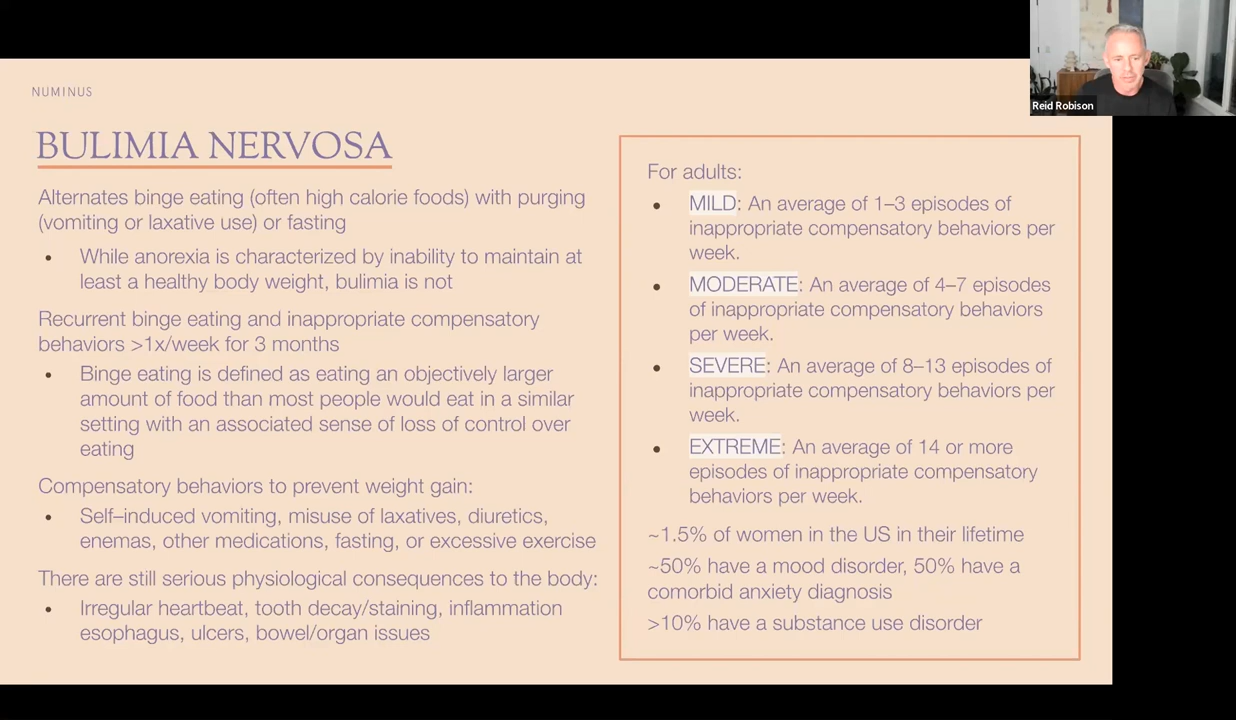 NUMINUS
BULIMIA NERVOSA
Alternates binge eating (often high calorie foods) with purging
(vomiting or laxative use) or fasting
• While anorexia is characterized by inability to maintain at
least a healthy body weight, bulimia is not
Recurrent binge eating and inappropriate compensatory
behaviors >1x/week for 3 months
• Binge eating is defined as eating an objectively larger
amount of food than most people would eat in a similar
setting with an associated sense of loss of control over
eating
Compensatory behaviors to prevent weight gain:
• Self–induced vomiting, misuse of laxatives, diuretics,
enemas, other medications, fasting, or excessive exercise
There are still serious physiological consequences to the body:
• Irregular heartbeat, tooth decay/staining, inflammation
esophagus, ulcers, bowel/organ issues
For adults:
• MILD: An average of 1–3 episodes of
inappropriate compensatory behaviors per
week.
• MODERATE: An average of 4–7 episodes
of inappropriate compensatory behaviors
per week.
• SEVERE: An average of 8–13 episodes of
inappropriate compensatory behaviors per
week.
• EXTREME: An average of 14 or more
episodes of inappropriate compensatory
behaviors per week.
~1.5% of women in the US in their lifetime
~50% have a mood disorder, 50% have a
comorbid anxiety diagnosis
>10% have a substance use disorder
Reid Robison